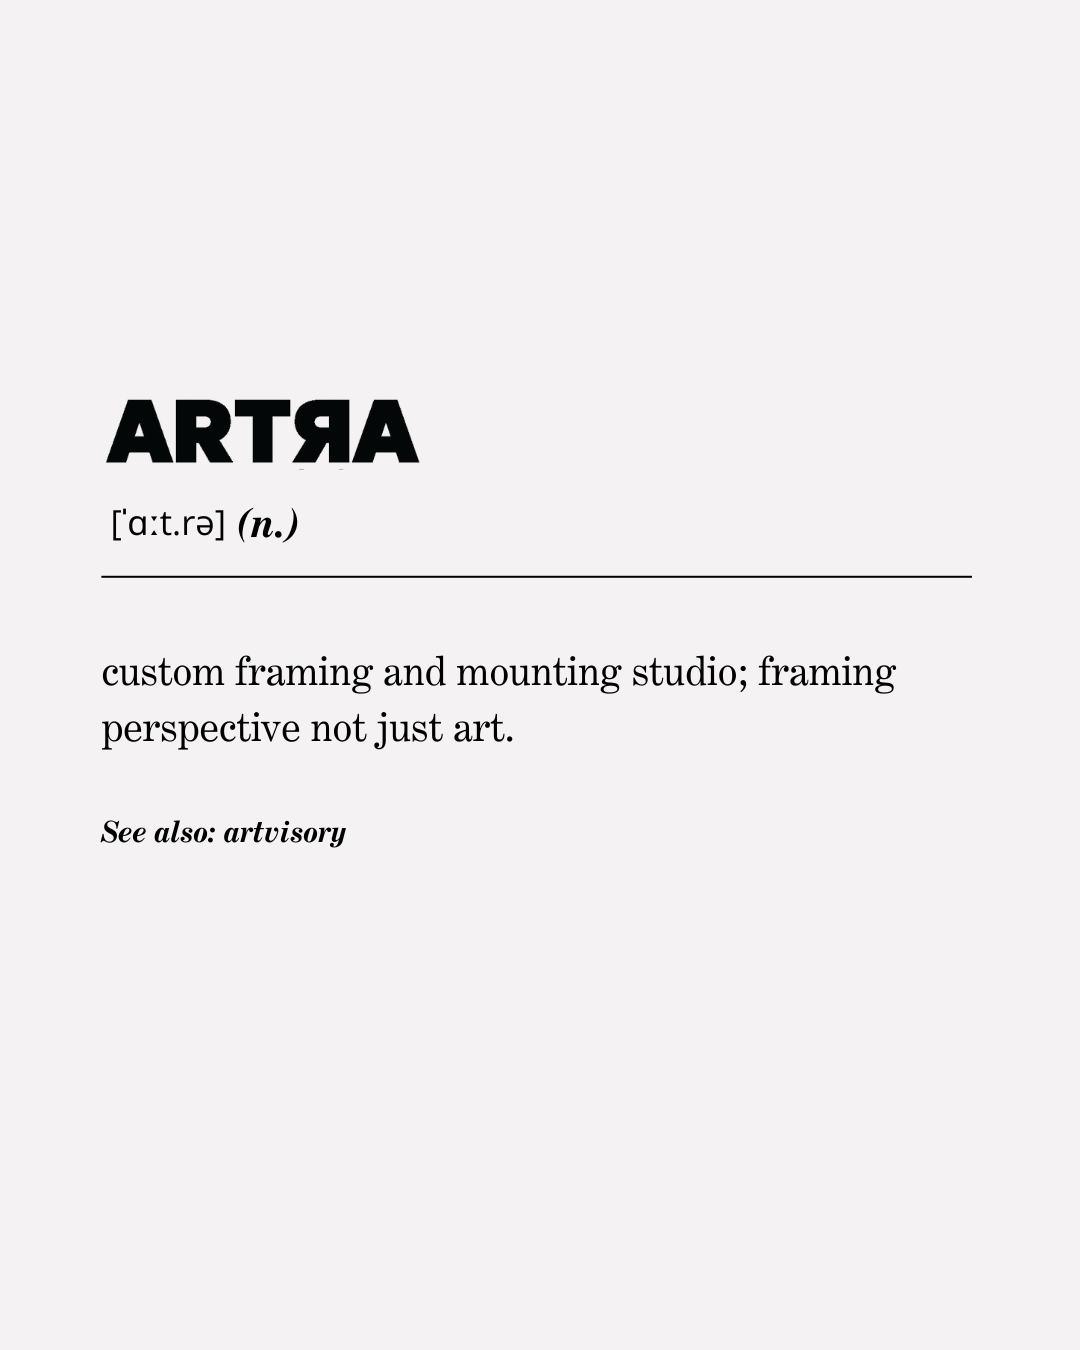 ARTЯA
[ˈɑːt.rə] (n.)
custom framing and mounting studio; framing
perspective not just art.
See also: artvisory